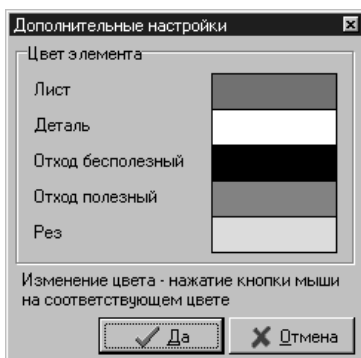 Дополнительные настройки
Цвет элемента
Лист
Деталь
Отход бесполезный
Отход полезный
Рез
Изменение цвета - нажатие кнопки мыши
на соответствующем цвете
Да
Отмена